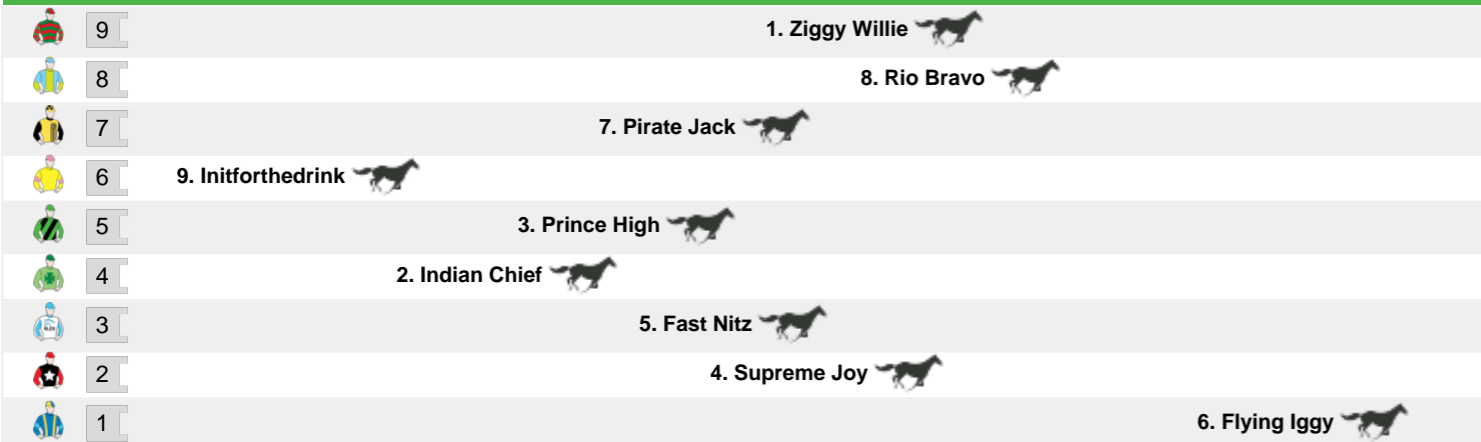 9 1. Ziggy Willie
8 8. Rio Bravo
7 7. Pirate Jack
6 9. Initforthedrink
5 3. Prince High
4 2. Indian Chief
3 5. Fast Nitz
2 4. Supreme Joy
1 6. Flying Iggy